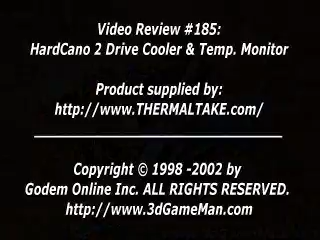 Video Review #185:
HardCano 2 Drive Cooler & Temp. Monitor
Product supplied by:
http://www.THERMALTAKE.com/
Copyright © 1998 -2002 by
Godem Online Inc. ALL RIGHTS RESERVED.
http://www.3dGameMan.com